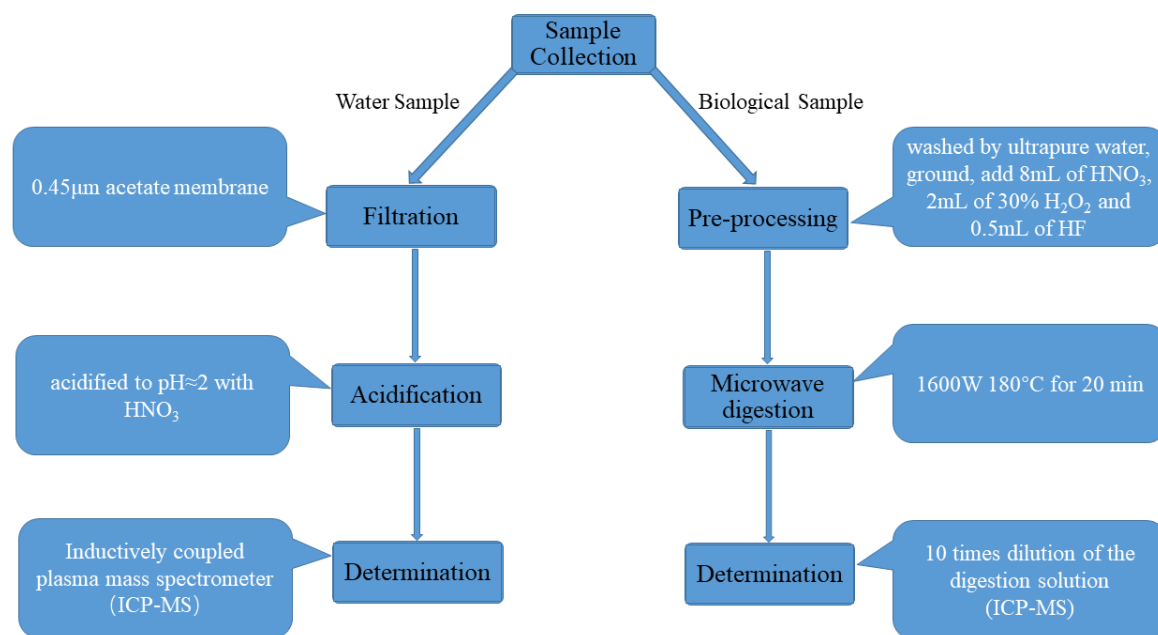 Sample
Collection
Water Sample
Biological Sample
0.45μm acetate membrane
Filtration
Pre-processing
washed by ultrapure water,
ground, add 8mL of HNO₃,
2mL of 30% H₂O₂ and
0.5mL of HF
acidified to pH≈2 with
HNO₃
Acidification
Microwave
digestion
1600W 180°C for 20 min
Inductively coupled
plasma mass spectrometer
（ICP-MS）
Determination
Determination
10 times dilution of the
digestion solution
(ICP-MS)